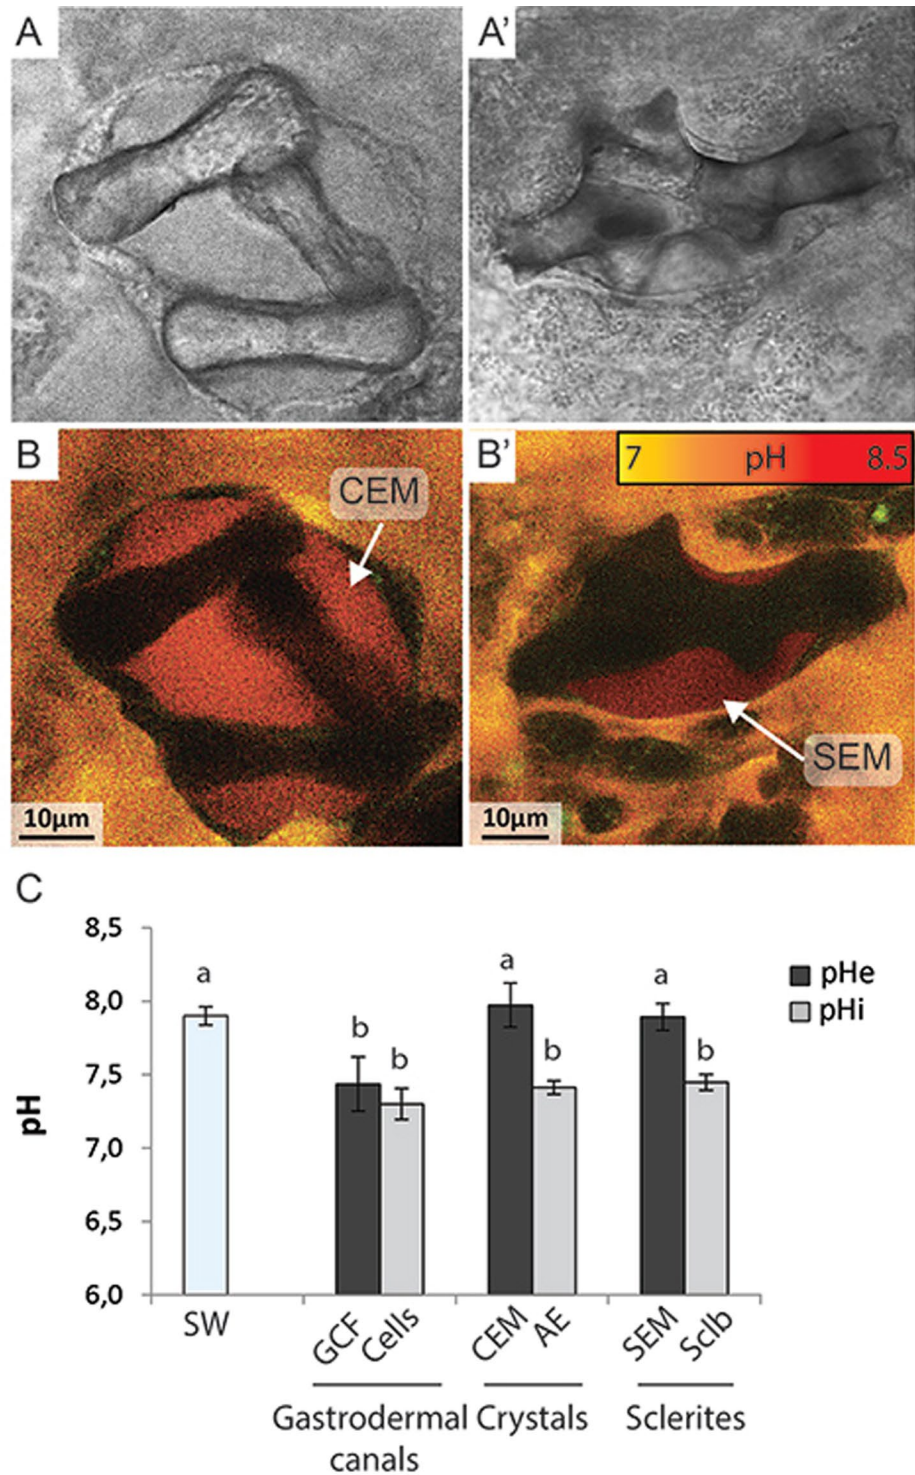 A
A'
B
CEM
10μm
B'
7 pH 8.5
SEM
10μm
C
pH
8,5
8,0
7,5
7,0
6,5
6,0
a
b
b
a
b
a
b
pHe
pHi
SW
GCF
Cells
CEM
AE
SEM
Sclb
Gastrodermal
canals
Crystals
Sclerites